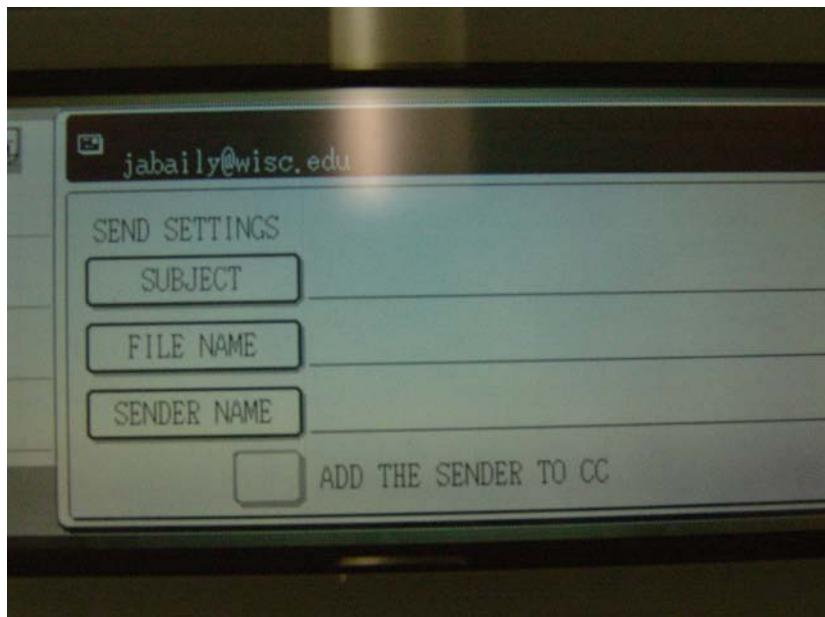 jabaily@wisc.edu
SEND SETTINGS
SUBJECT
FILE NAME
SENDER NAME
ADD THE SENDER TO CC